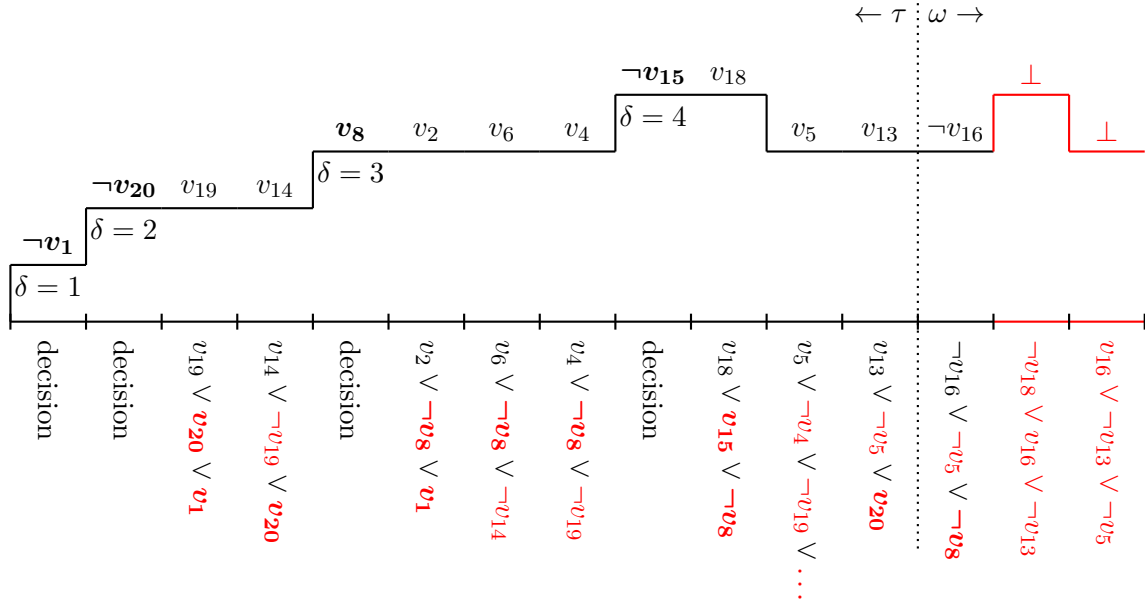 ← τ ω →
¬v₁₅ v₁₈ ⊥
v₈ v₂ v₆ v₄ δ = 4 v₅ v₁₃ ¬v₁₆ ⊥
¬v₂₀ v₁₉ v₁₄ δ = 3
¬v₁ δ = 2
δ = 1
decision
decision
v₁₉ ∨ v₂₀ ∨ v₁
v₁₄ ∨ ¬v₁₉ ∨ v₂₀
decision
v₂ ∨ ¬v₈ ∨ v₁
v₆ ∨ ¬v₈ ∨ ¬v₁₄
v₄ ∨ ¬v₈ ∨ ¬v₁₉
decision
v₁₈ ∨ v₁₅ ∨ ¬v₈
v₅ ∨ ¬v₄ ∨ ¬v₁₉ ∨ ...
v₁₃ ∨ ¬v₅ ∨ v₂₀
¬v₁₆ ∨ ¬v₅ ∨ ¬v₈
¬v₁₈ ∨ v₁₆ ∨ ¬v₁₃
v₁₆ ∨ ¬v₁₃ ∨ ¬v₅